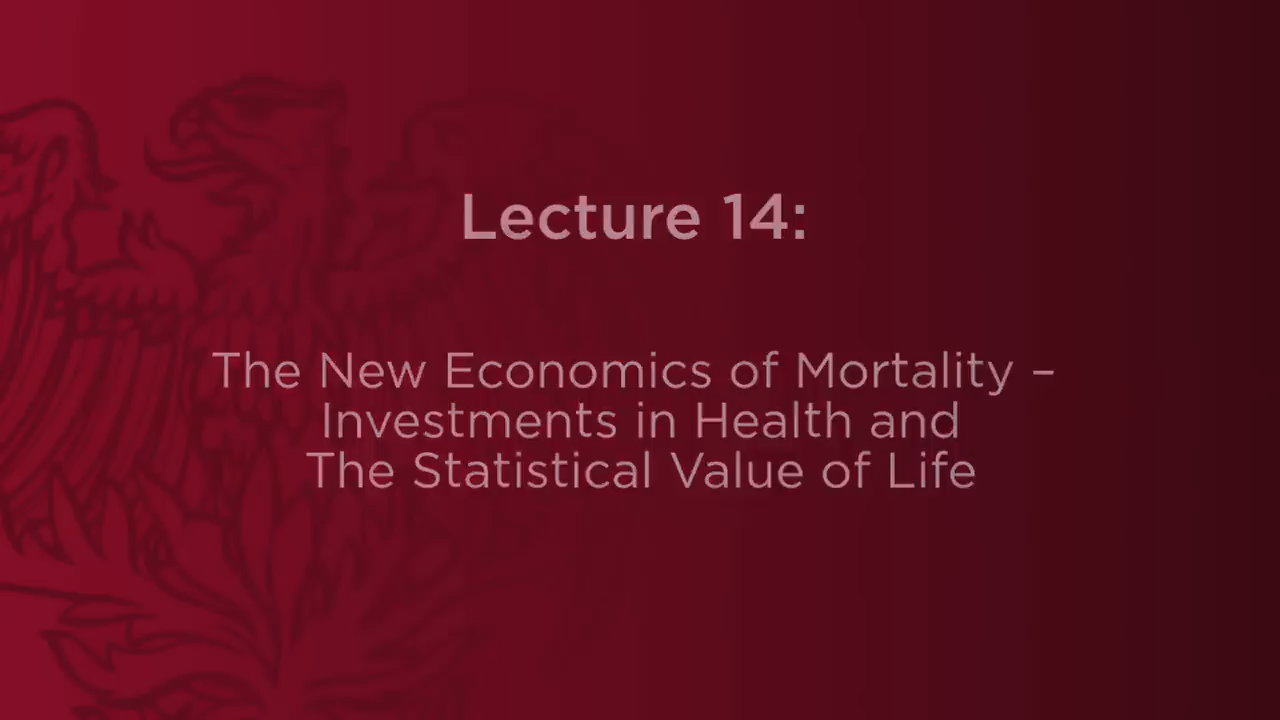 Lecture 14:
The New Economics of Mortality –
Investments in Health and
The Statistical Value of Life